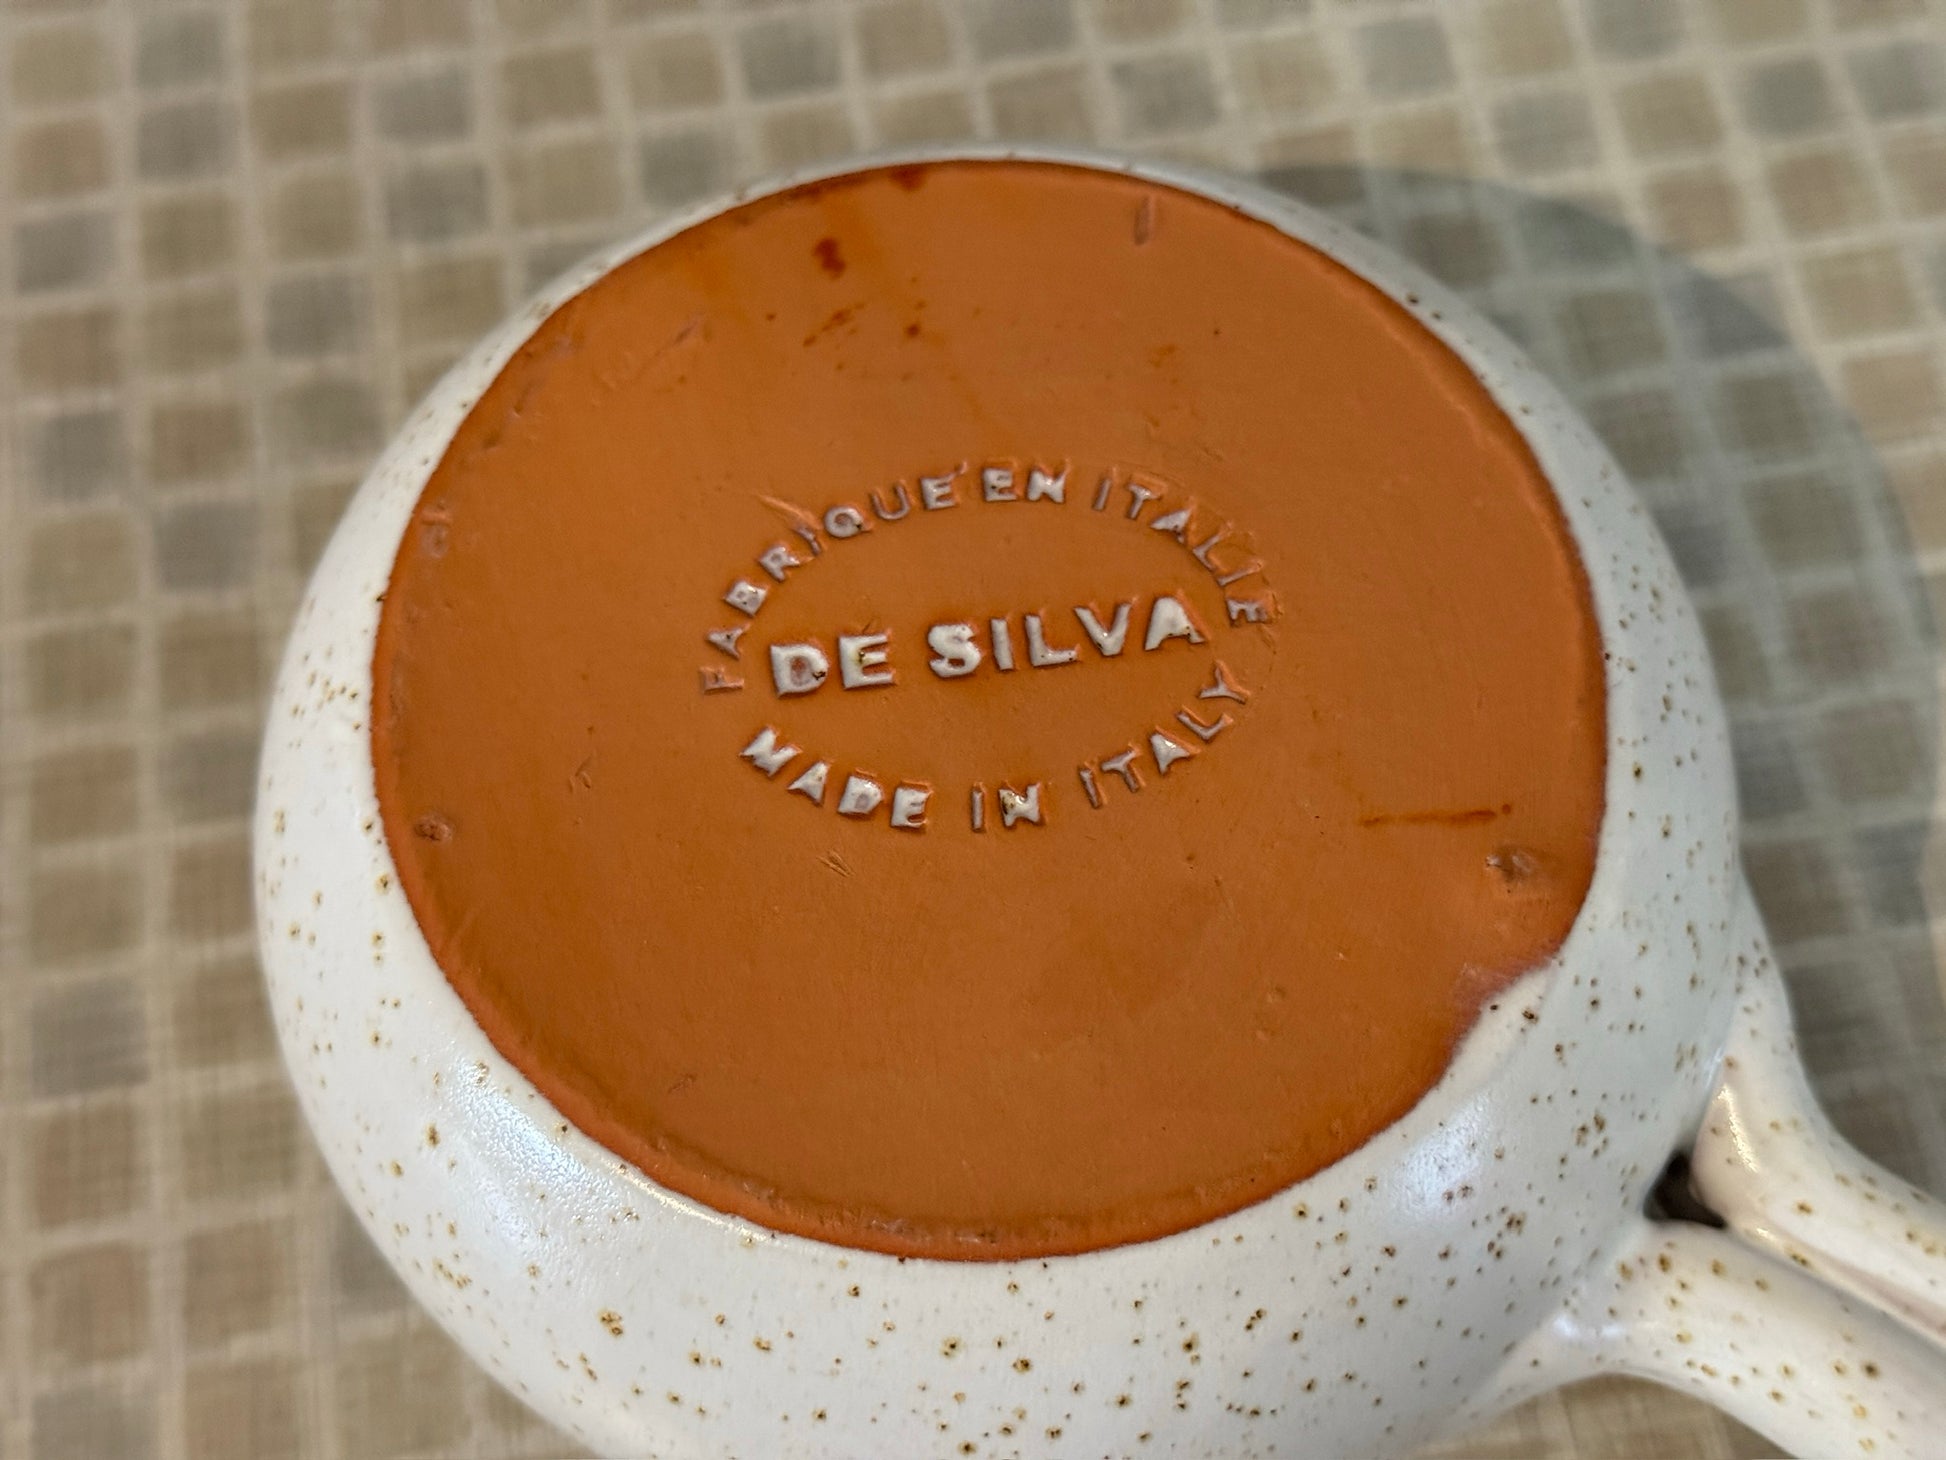 FABRIQUE EN ITALIE
DE SILVA
MADE IN ITALY